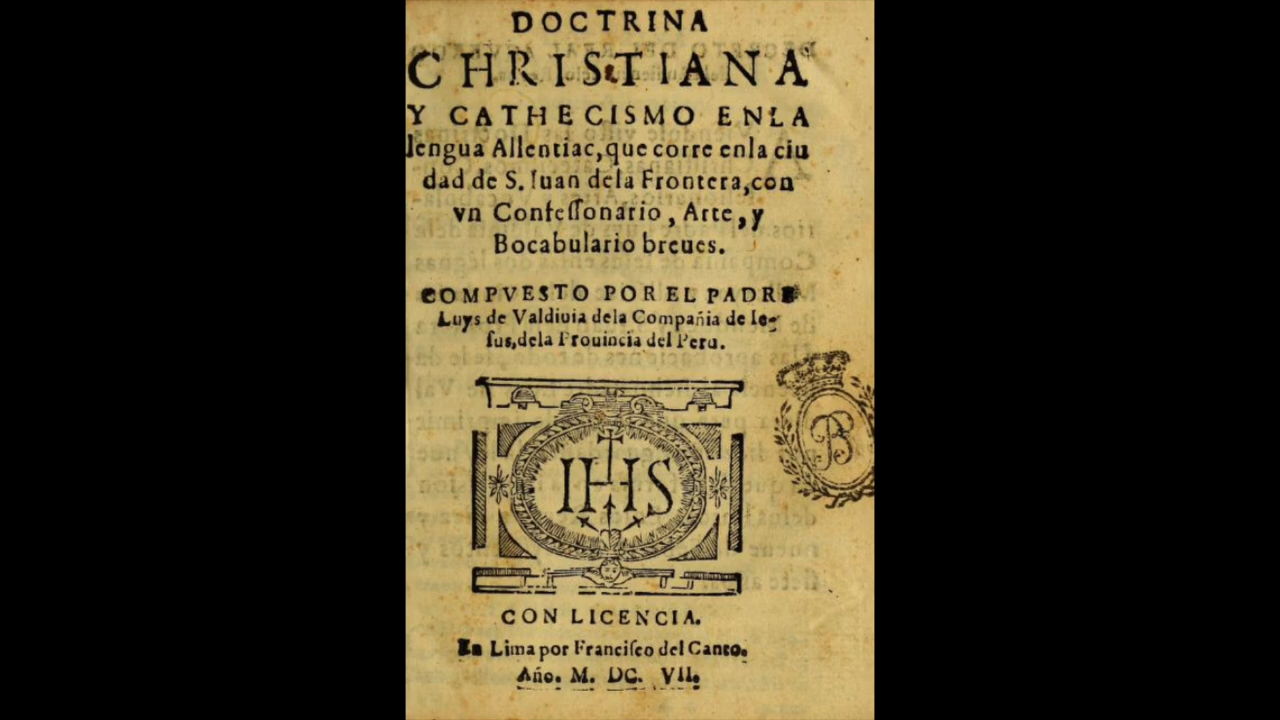 DOCTRINA
CHRISTIANA
Y CATHECISMO ENLA
lengua Allentiac, que corre enla ciu
dad de S. Iuan dela Frontera, con
vn Confeſſonario, Arte, y
Bocabulario breues.
COMPVESTO POR EL PADRE
Luys de Valdiuia dela Compañia de Ie-
ſus, dela Prouincia del Peru.
IHS
CON LICENCIA.
En Lima por Franciſco del Canto.
Año. M. DC. VII.